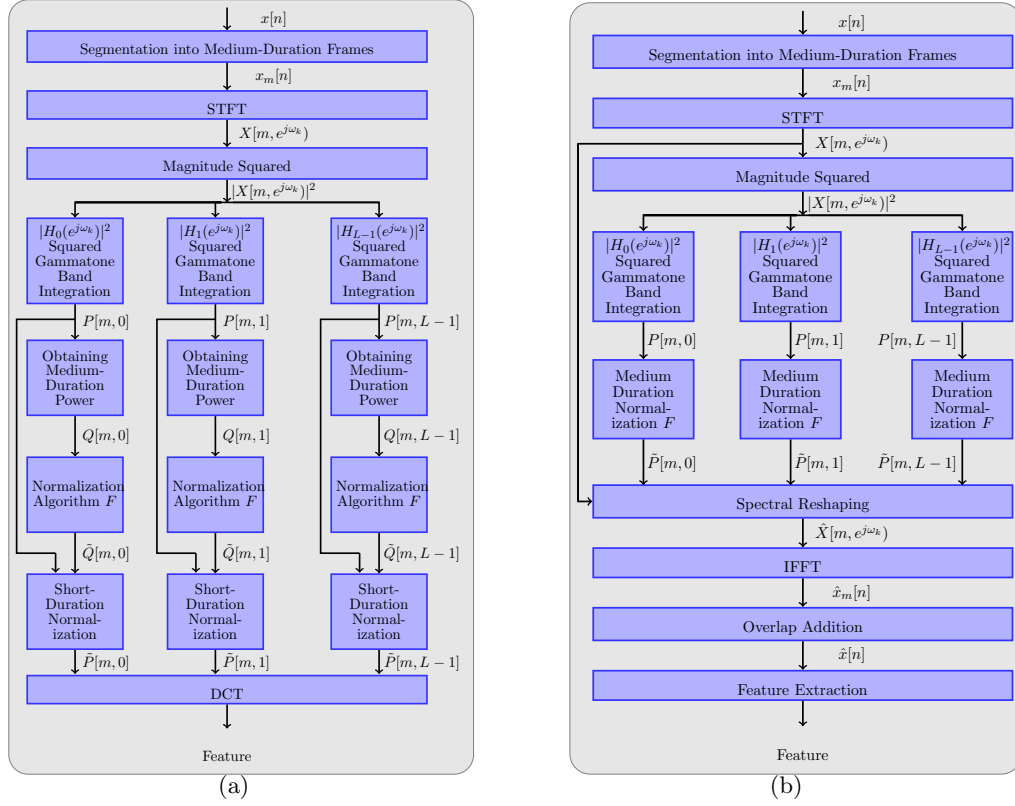 x[n]
Segmentation into Medium-Duration Frames
x_m[n]
STFT
X[m, e^{jω_k})
Magnitude Squared
|X[m, e^{jω_k})|^2
|H_0(e^{jω_k})|^2
Squared
Gammatone
Band
Integration
|H_1(e^{jω_k})|^2
Squared
Gammatone
Band
Integration
|H_{L-1}(e^{jω_k})|^2
Squared
Gammatone
Band
Integration
P[m, 0]
P[m, 1]
P[m, L − 1]
Obtaining
Medium-
Duration
Power
Obtaining
Medium-
Duration
Power
Obtaining
Medium-
Duration
Power
Q[m, 0]
Q[m, 1]
Q[m, L − 1]
Normalization
Algorithm F
Normalization
Algorithm F
Normalization
Algorithm F
Q̃[m, 0]
Q̃[m, 1]
Q̃[m, L − 1]
Short-
Duration
Normal-
ization
Short-
Duration
Normal-
ization
Short-
Duration
Normal-
ization
P̃[m, 0]
P̃[m, 1]
P̃[m, L − 1]
DCT
Feature
(a)
x[n]
Segmentation into Medium-Duration Frames
x_m[n]
STFT
X[m, e^{jω_k})
Magnitude Squared
|X[m, e^{jω_k})|^2
|H_0(e^{jω_k})|^2
Squared
Gammatone
Band
Integration
|H_1(e^{jω_k})|^2
Squared
Gammatone
Band
Integration
|H_{L-1}(e^{jω_k})|^2
Squared
Gammatone
Band
Integration
P[m, 0]
P[m, 1]
P[m, L − 1]
Medium
Duration
Normal-
ization F
Medium
Duration
Normal-
ization F
Medium
Duration
Normal-
ization F
P̃[m, 0]
P̃[m, 1]
P̃[m, L − 1]
Spectral Reshaping
X̂[m, e^{jω_k})
IFFT
x̂_m[n]
Overlap Addition
x̂[n]
Feature Extraction
Feature
(b)